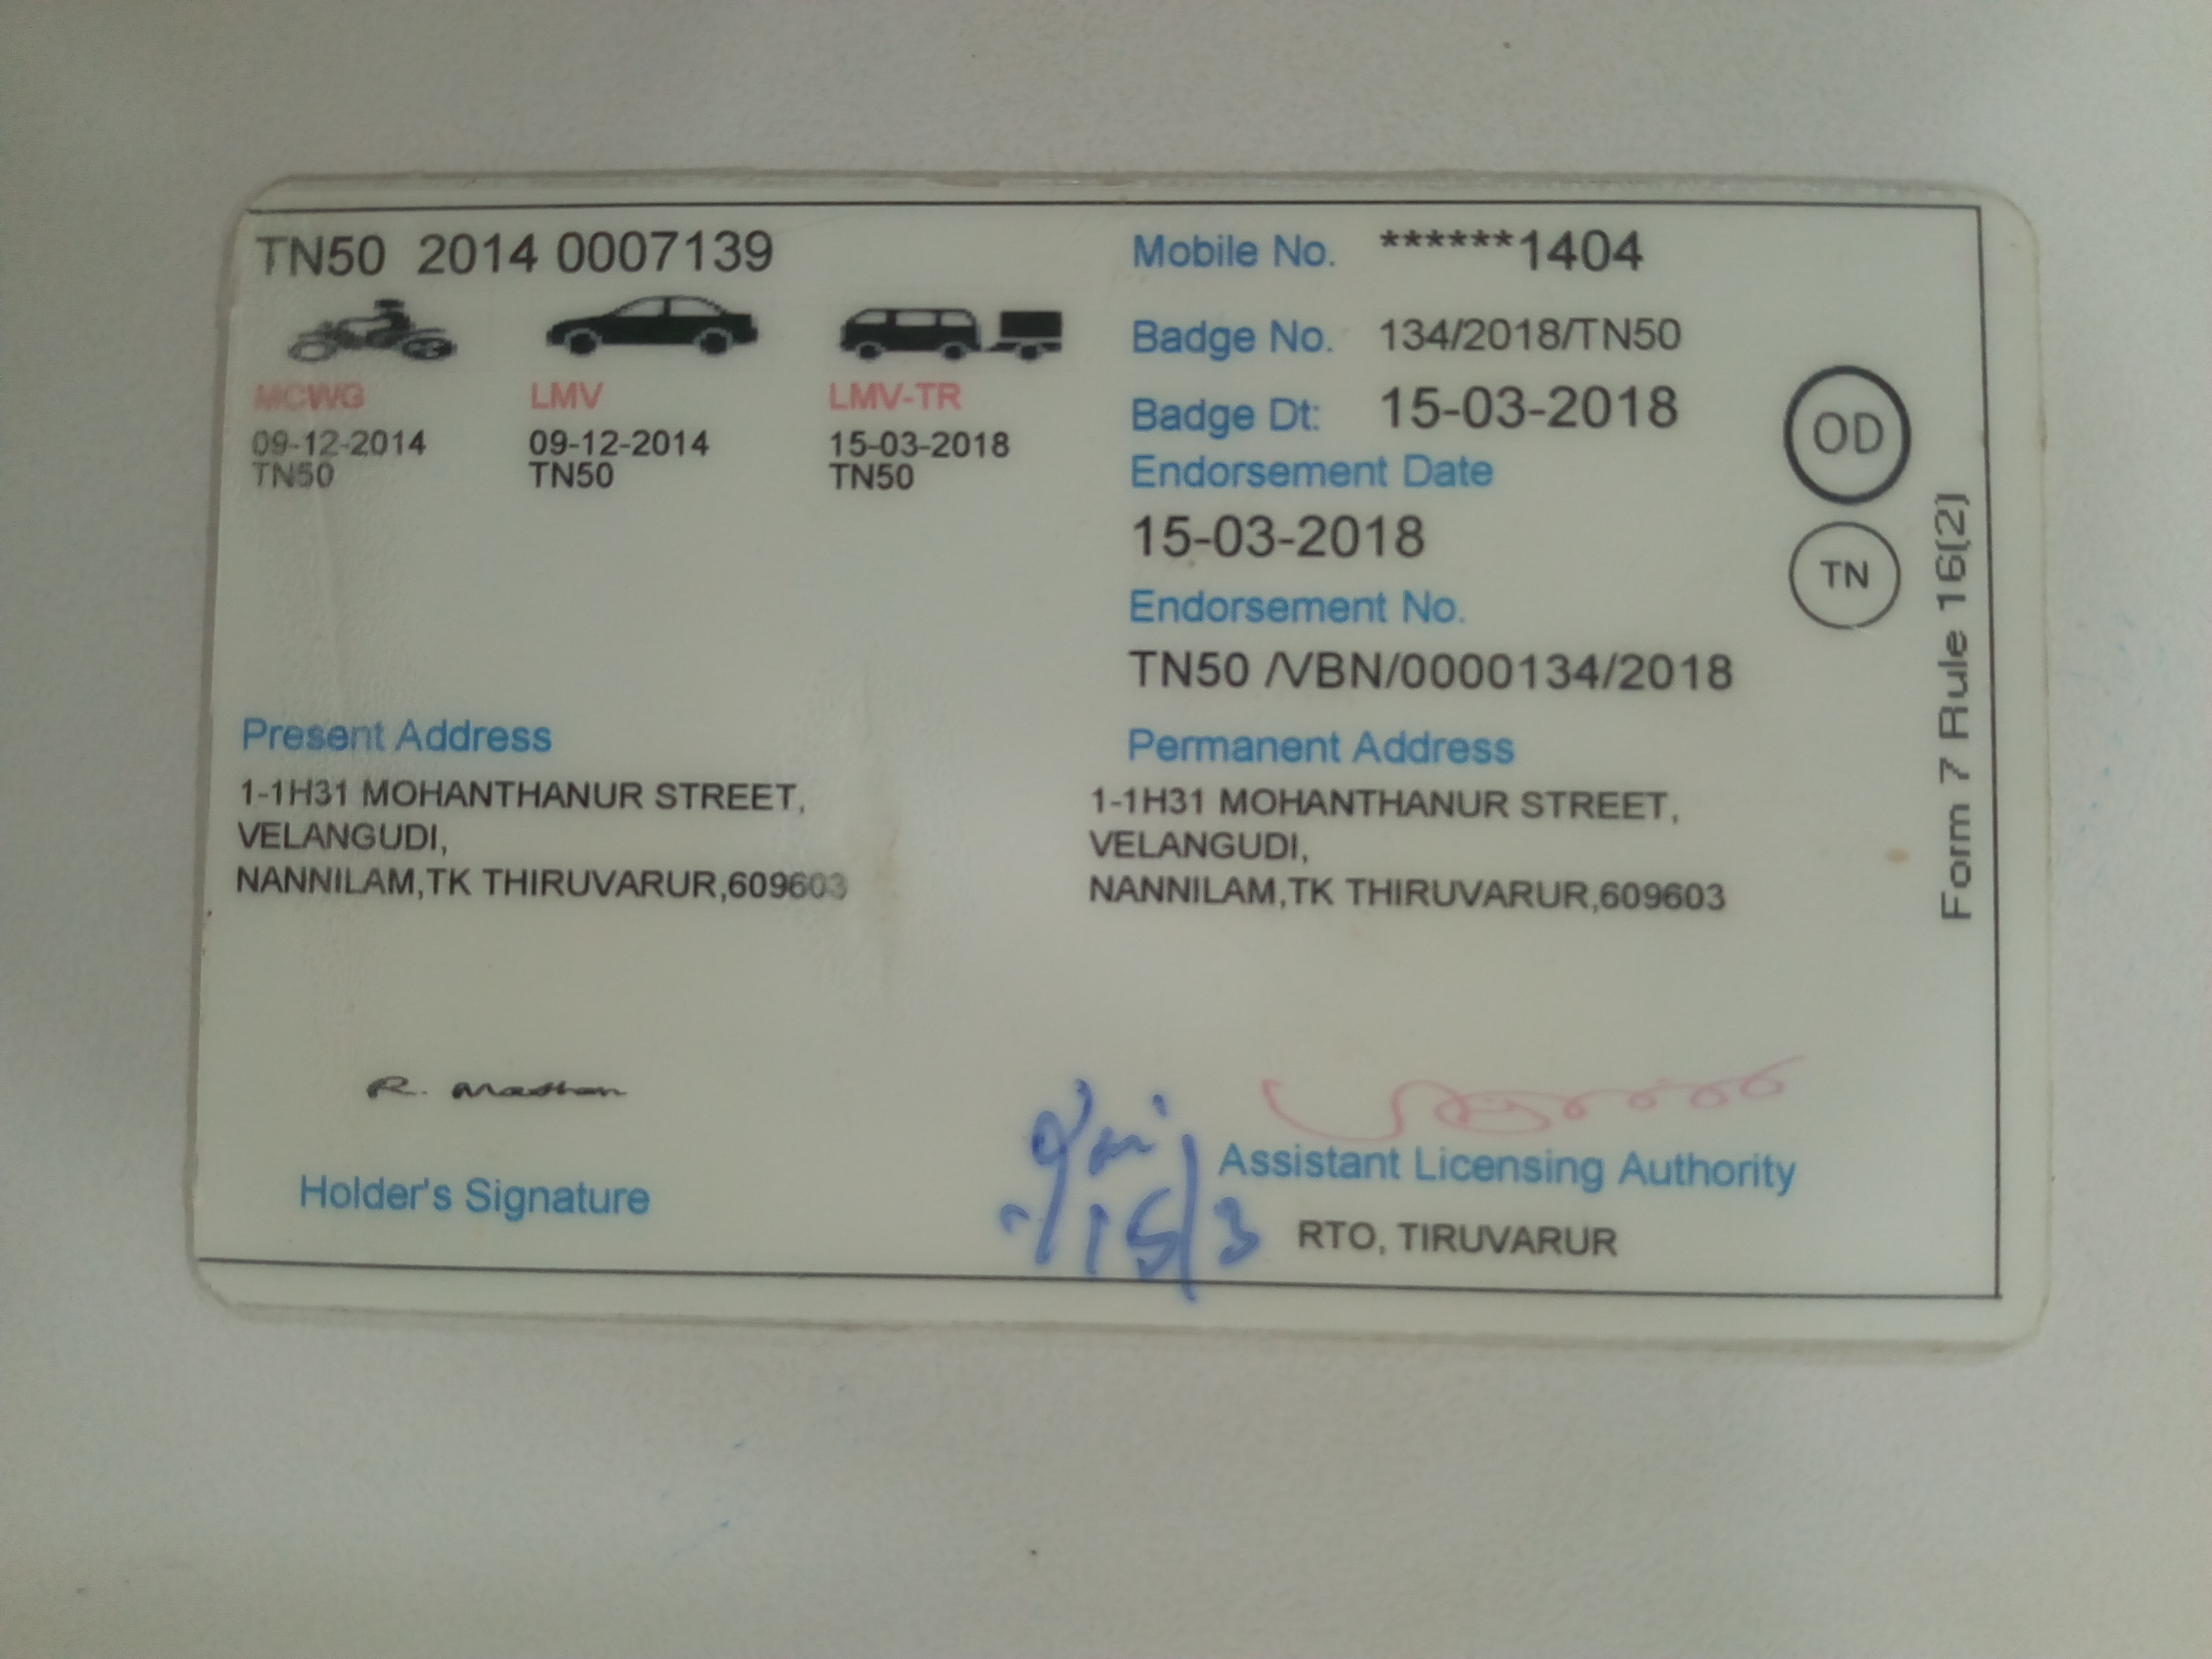 TN50 2014 0007139
MCWG LMV LMV-TR
09-12-2014 09-12-2014 15-03-2018
TN50 TN50 TN50
Mobile No. ******1404
Badge No. 134/2018/TN50
Badge Dt: 15-03-2018
Endorsement Date
15-03-2018
Endorsement No.
TN50 /VBN/0000134/2018
OD
TN
Form 7 Rule 16(2)
Present Address
1-1H31 MOHANTHANUR STREET,
VELANGUDI,
NANNILAM,TK THIRUVARUR,609603
Permanent Address
1-1H31 MOHANTHANUR STREET,
VELANGUDI,
NANNILAM,TK THIRUVARUR,609603
R. Madhan
Holder's Signature
15/3
Assistant Licensing Authority
RTO, TIRUVARUR